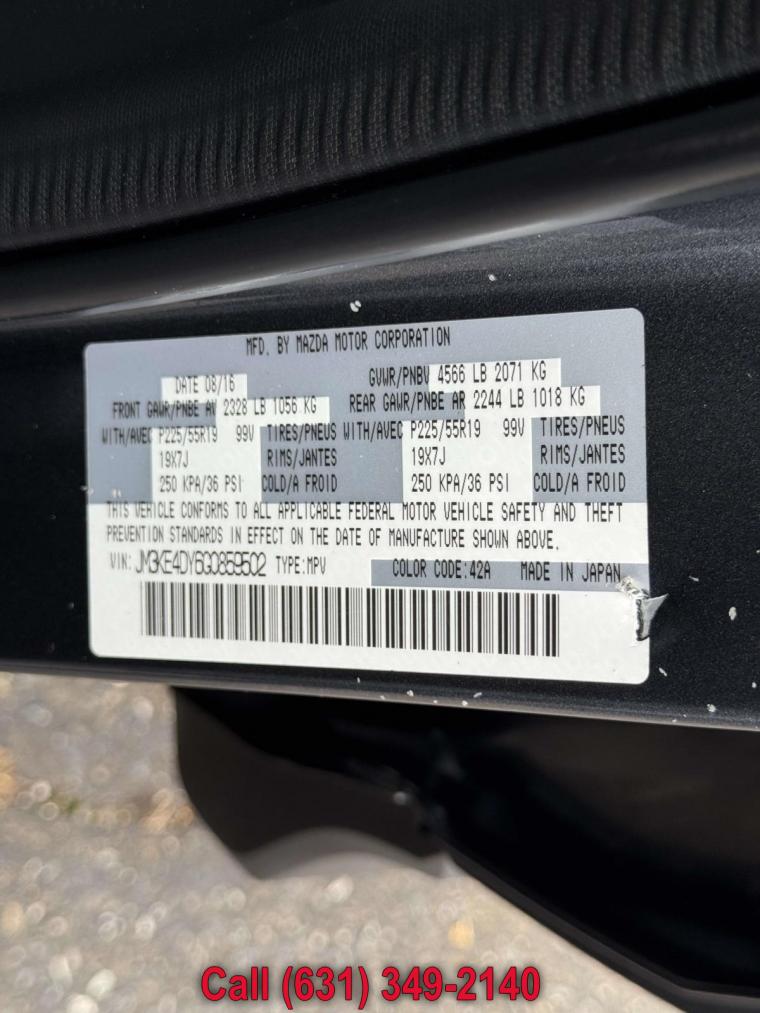 MFD. BY MAZDA MOTOR CORPORATION
DATE 08/16 GVWR/PNBV 4566 LB 2071 KG
FRONT GAWR/PNBE AV 2328 LB 1056 KG REAR GAWR/PNBE AR 2244 LB 1018 KG
WITH/AVEC P225/55R19 99V TIRES/PNEUS WITH/AVEC P225/55R19 99V TIRES/PNEUS
19X7J RIMS/JANTES 19X7J RIMS/JANTES
250 KPA/36 PSI COLD/A FROID 250 KPA/36 PSI COLD/A FROID
THIS VEHICLE CONFORMS TO ALL APPLICABLE FEDERAL MOTOR VEHICLE SAFETY AND THEFT
PREVENTION STANDARDS IN EFFECT ON THE DATE OF MANUFACTURE SHOWN ABOVE.
VIN: JM3KE4DY6G0859502 TYPE:MPV COLOR CODE:42A MADE IN JAPAN
Call (631) 349-2140